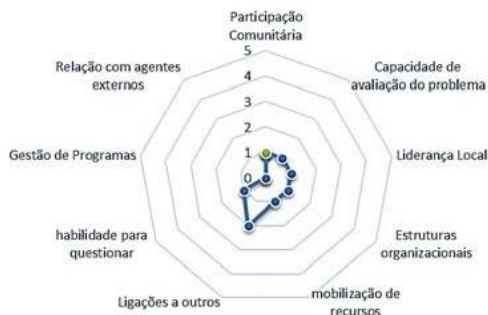 Participação
Comunitária
5
4
3
2
1
0
Capacidade de
avaliação do problema
Liderança Local
Estruturas
organizacionais
mobilização de
recursos
Ligações a outros
habilidade para
questionar
Gestão de Programas
Relação com agentes
externos